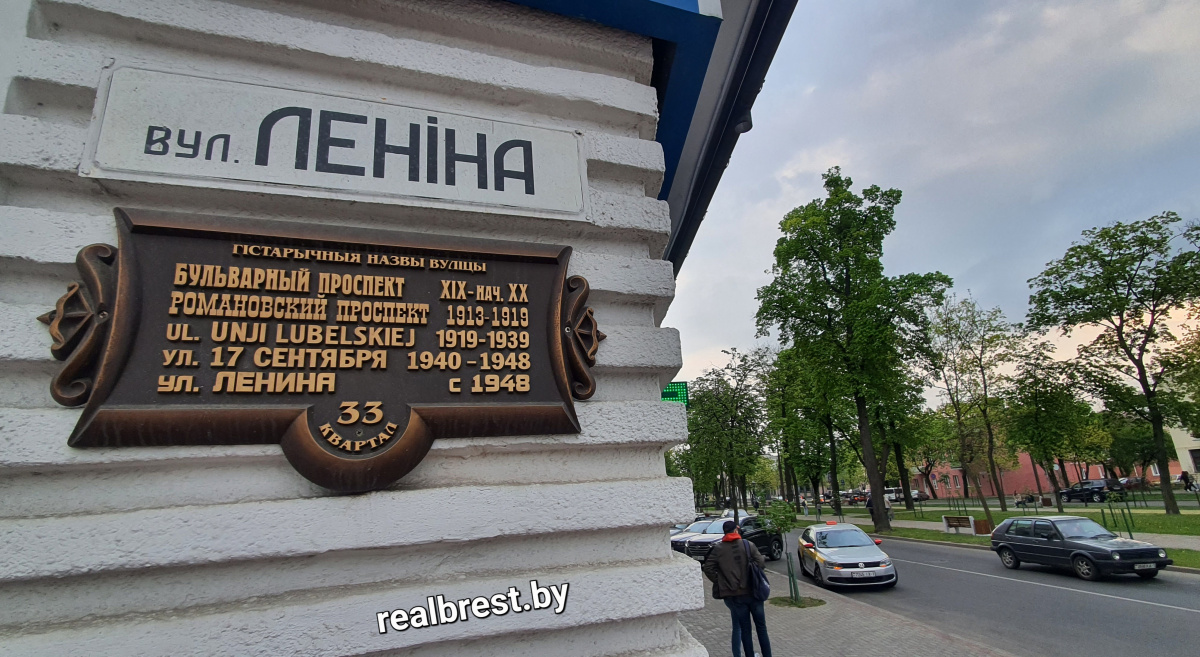 вул. ЛЕНІНА
ГІСТАРЫЧНЫЯ НАЗВЫ ВУЛІЦЫ
БУЛЬВАРНЫЙ ПРОСПЕКТ XIX - НАЧ. XX
РОМАНОВСКИЙ ПРОСПЕКТ 1913-1919
UL. UNJI LUBELSKIEJ 1919-1939
УЛ. 17 СЕНТЯБРЯ 1940-1948
УЛ. ЛЕНИНА с 1948
33
КВАРТАЛ
realbrest.by